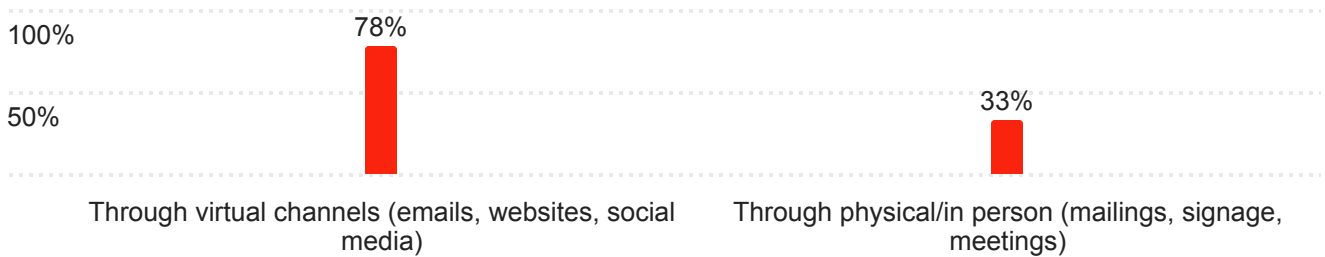 100%
78%
50%
33%
Through virtual channels (emails, websites, social
media)
Through physical/in person (mailings, signage,
meetings)